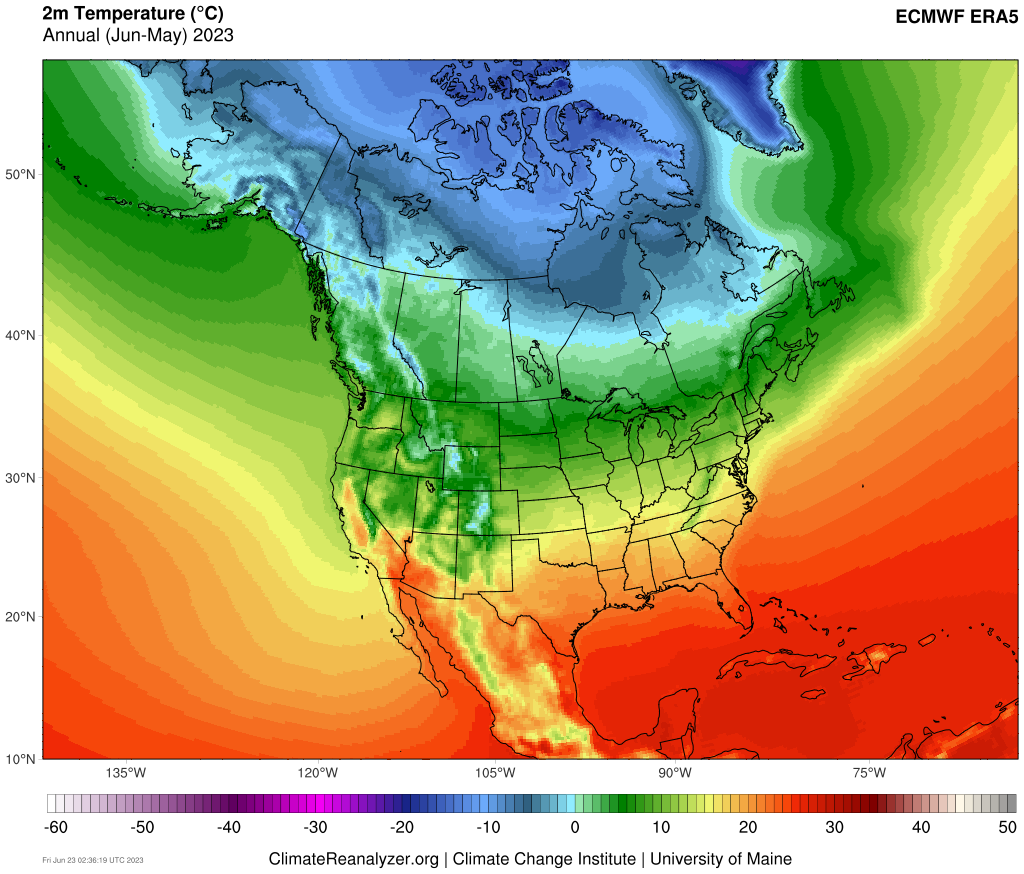 2m Temperature (°C)
ECMWF ERA5
Annual (Jun-May) 2023
50°N
40°N
30°N
20°N
10°N
135°W 120°W 105°W 90°W 75°W
-60 -50 -40 -30 -20 -10 0 10 20 30 40 50
Fri Jun 23 02:36:19 UTC 2023
ClimateReanalyzer.org | Climate Change Institute | University of Maine